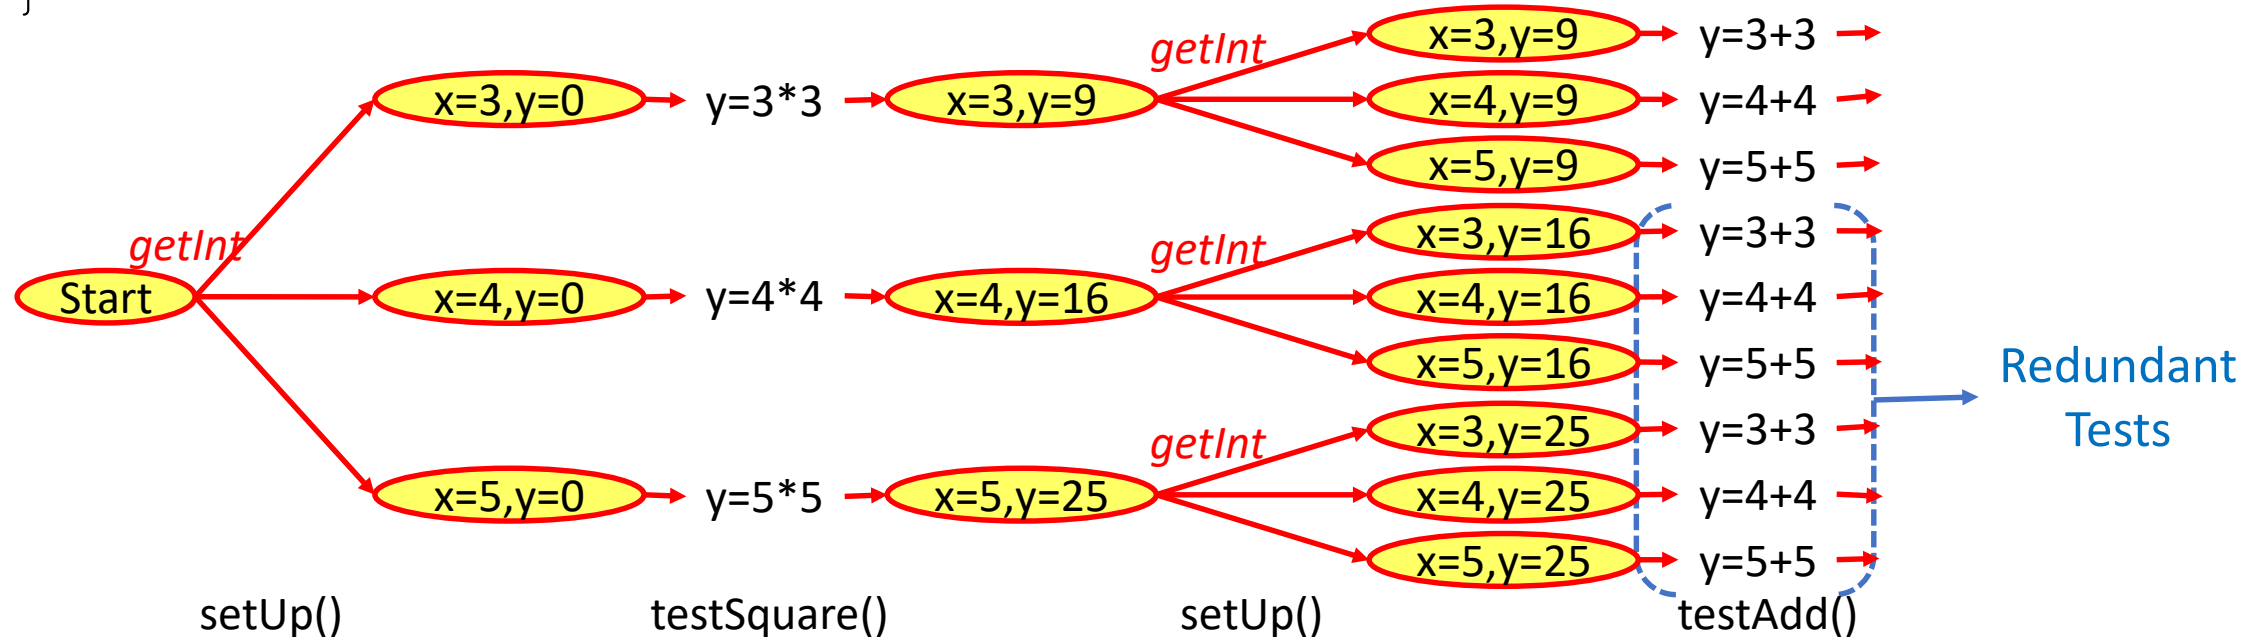 }
getInt
x=3,y=9
y=3+3
x=3,y=0
y=3*3
x=3,y=9
x=4,y=9
y=4+4
x=5,y=9
y=5+5
getInt
getInt
x=3,y=16
y=3+3
Start
x=4,y=0
y=4*4
x=4,y=16
x=4,y=16
y=4+4
x=5,y=16
y=5+5
Redundant
Tests
getInt
x=3,y=25
y=3+3
x=5,y=0
y=5*5
x=5,y=25
x=4,y=25
y=4+4
x=5,y=25
y=5+5
setUp()
testSquare()
setUp()
testAdd()